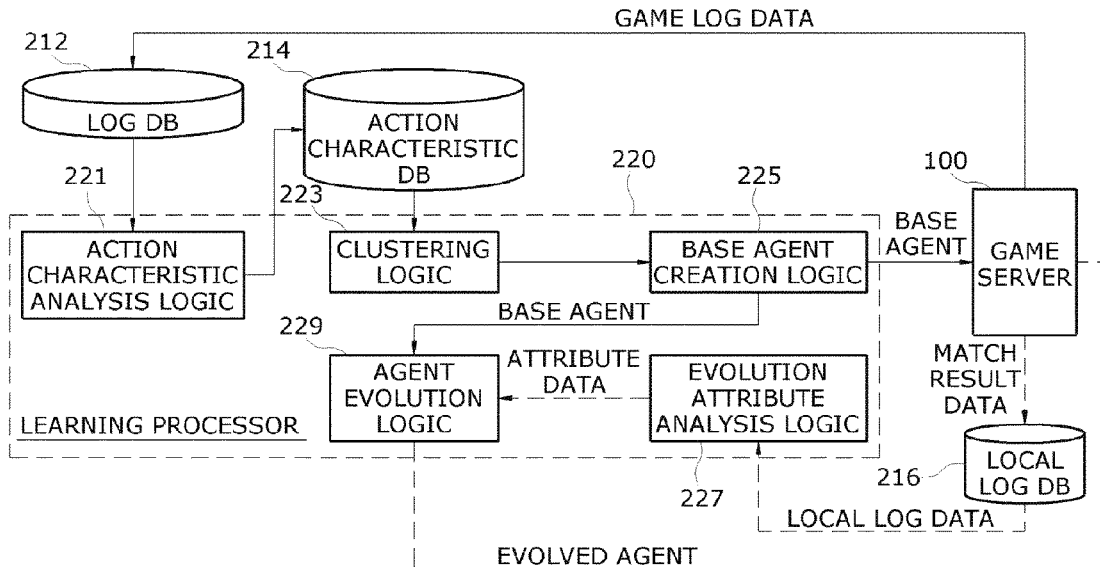 GAME LOG DATA
212
214
LOG DB
ACTION
CHARACTERISTIC
DB
221
223
220
225
100
ACTION
CHARACTERISTIC
ANALYSIS LOGIC
CLUSTERING
LOGIC
BASE AGENT
CREATION LOGIC
BASE
AGENT
GAME
SERVER
BASE AGENT
229
AGENT
EVOLUTION
LOGIC
ATTRIBUTE
DATA
EVOLUTION
ATTRIBUTE
ANALYSIS LOGIC
MATCH
RESULT
DATA
LEARNING PROCESSOR
227
216
LOCAL
LOG DB
LOCAL LOG DATA
EVOLVED AGENT